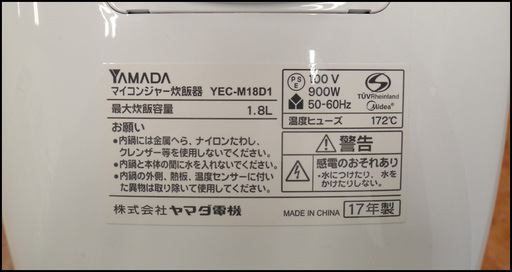 YAMADA
マイコンジャー炊飯器 YEC-M18D1
最大炊飯容量 1.8L
お願い
・内鍋には金属へら、ナイロンたわし、
クレンザー等を使用しないでください。
・内鍋と本体の間に水を入れないでください。
・内鍋の外側、熱板、温度センサーに付い
た異物は取り除いて使用してください。
PS
E
100V
900W
50-60Hz
TÜVRheinland
Midea
温度ヒューズ 172℃
警告
感電のおそれあり
・水につけたり、水を
かけたりしない。
株式会社 ヤマダ電機
MADE IN CHINA 17年製